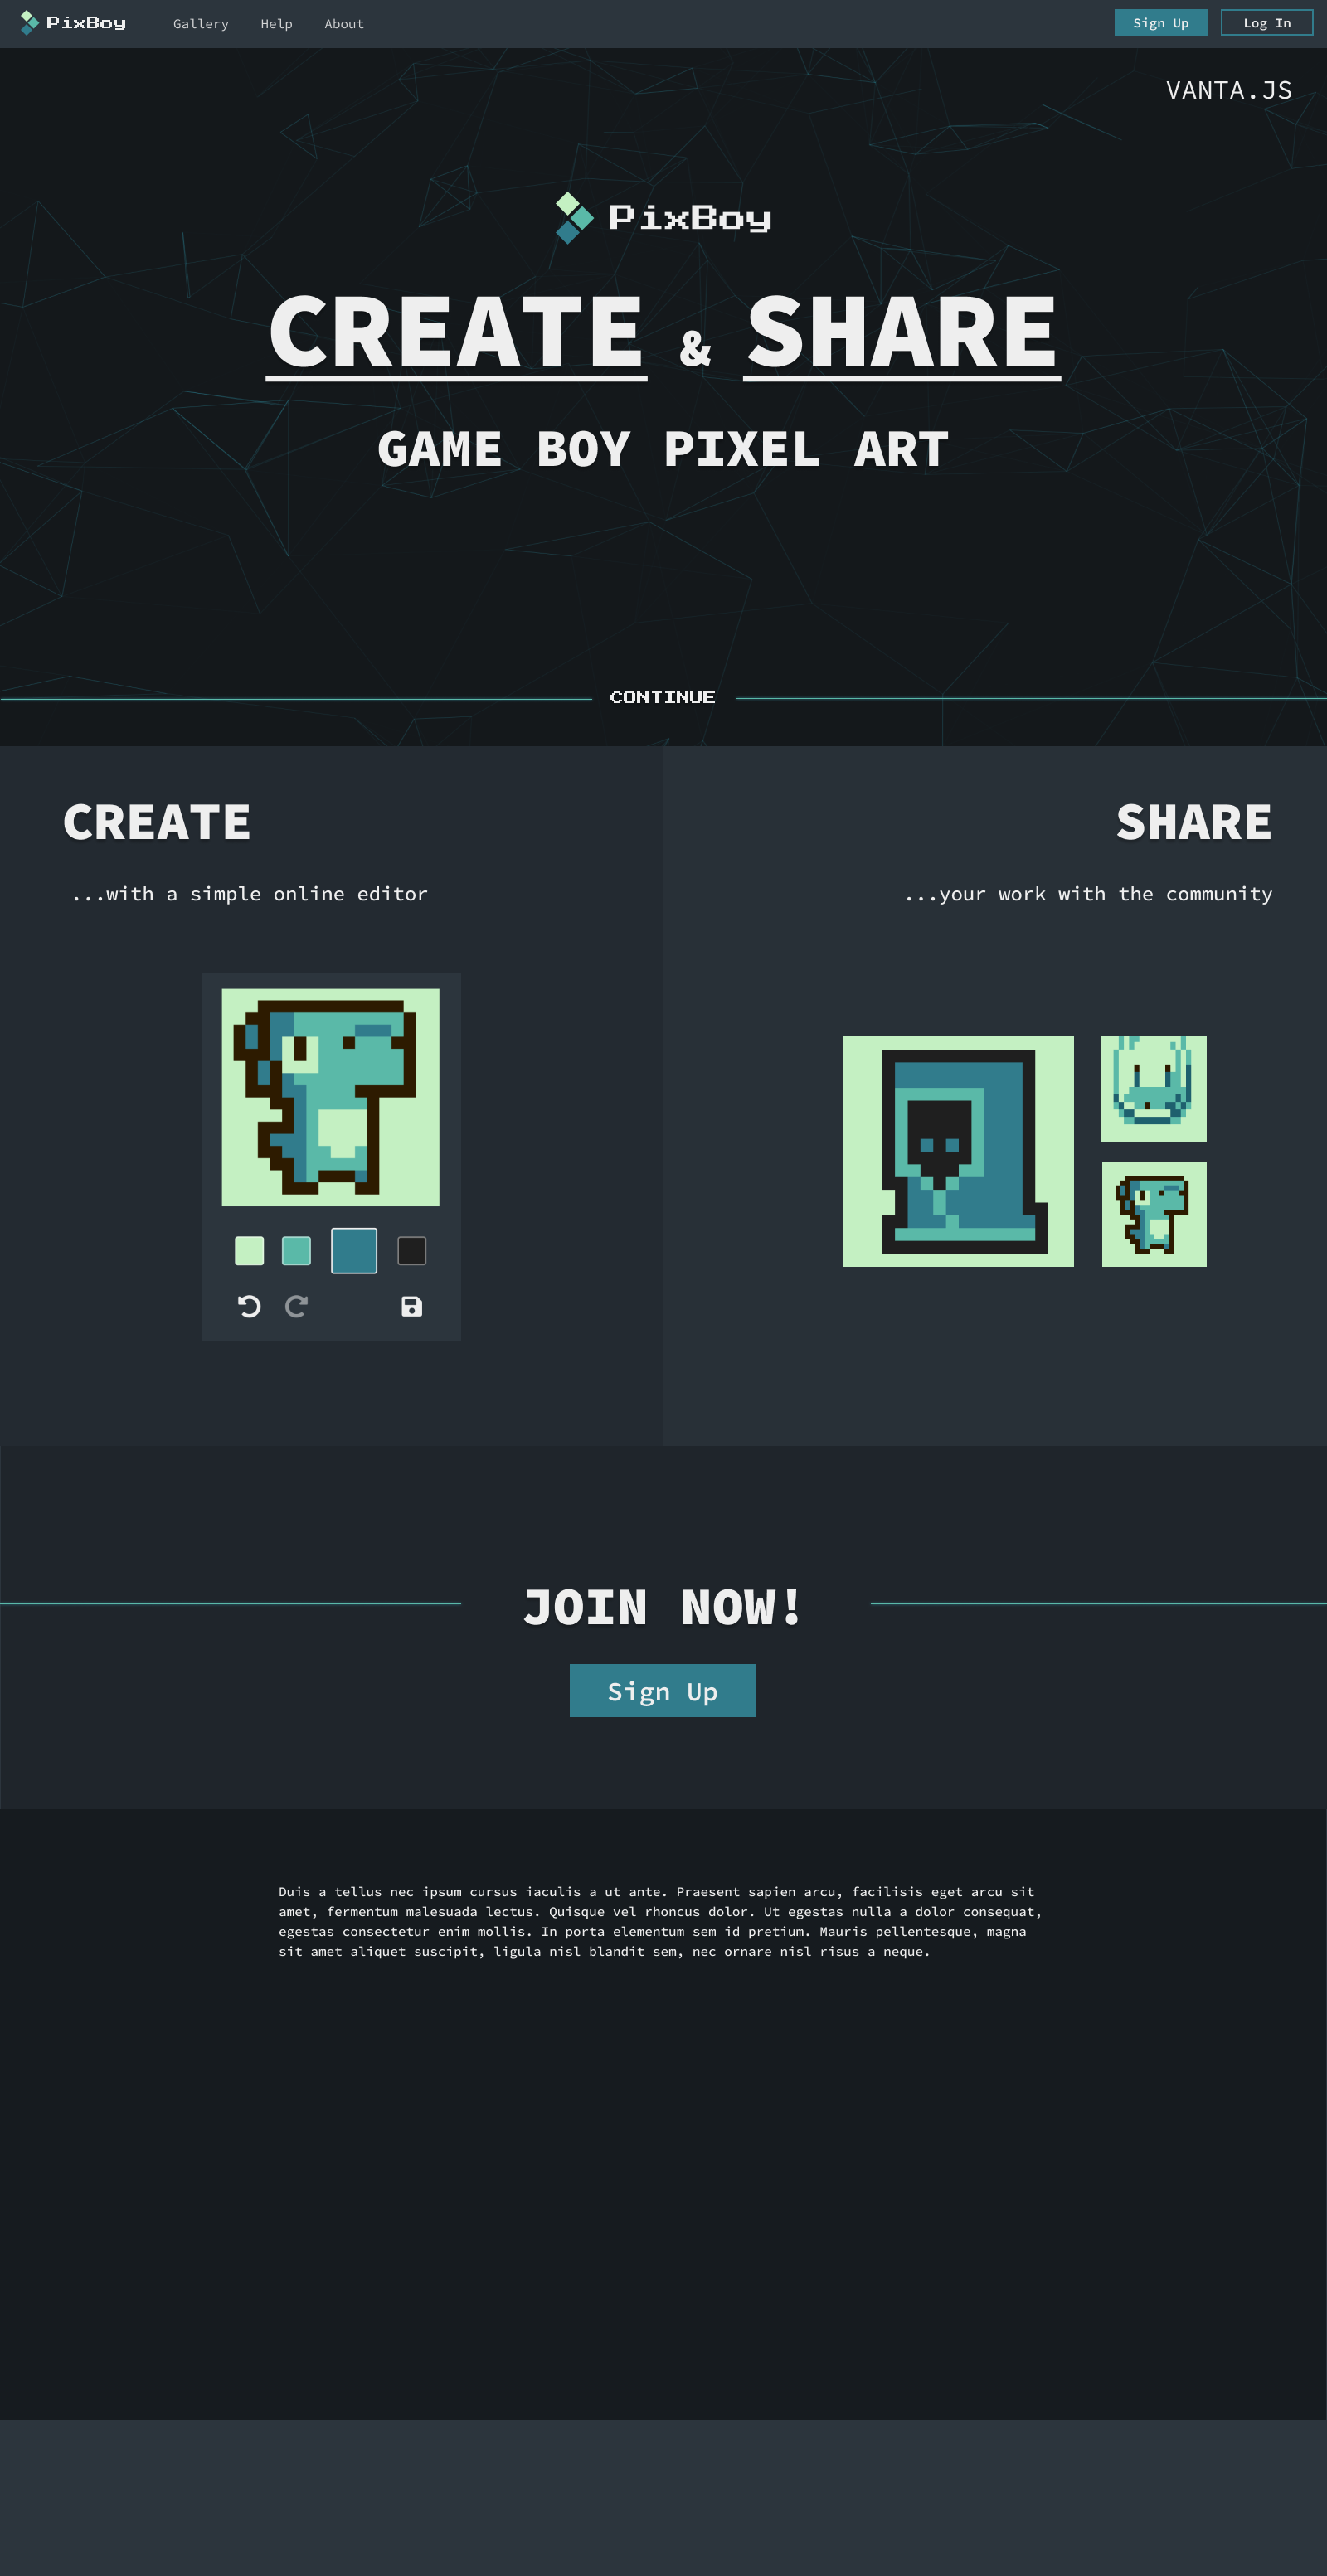 PixBoy Gallery Help About Sign Up Log In
VANTA.JS
PixBoy
CREATE & SHARE
GAME BOY PIXEL ART
CONTINUE
CREATE
...with a simple online editor
SHARE
...your work with the community
JOIN NOW!
Sign Up
Duis a tellus nec ipsum cursus iaculis a ut ante. Praesent sapien arcu, facilisis eget arcu sit
amet, fermentum malesuada lectus. Quisque vel rhoncus dolor. Ut egestas nulla a dolor consequat,
egestas consectetur enim mollis. In porta elementum sem id pretium. Mauris pellentesque, magna
sit amet aliquet suscipit, ligula nisl blandit sem, nec ornare nisl risus a neque.